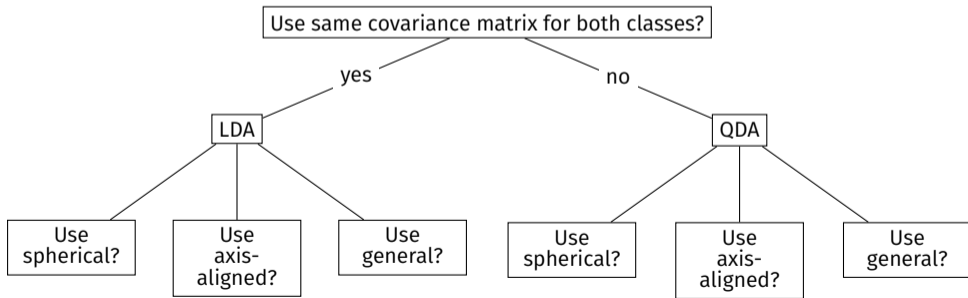 Use same covariance matrix for both classes?
yes
no
LDA
QDA
Use
spherical?
Use
axis-
aligned?
Use
general?
Use
spherical?
Use
axis-
aligned?
Use
general?